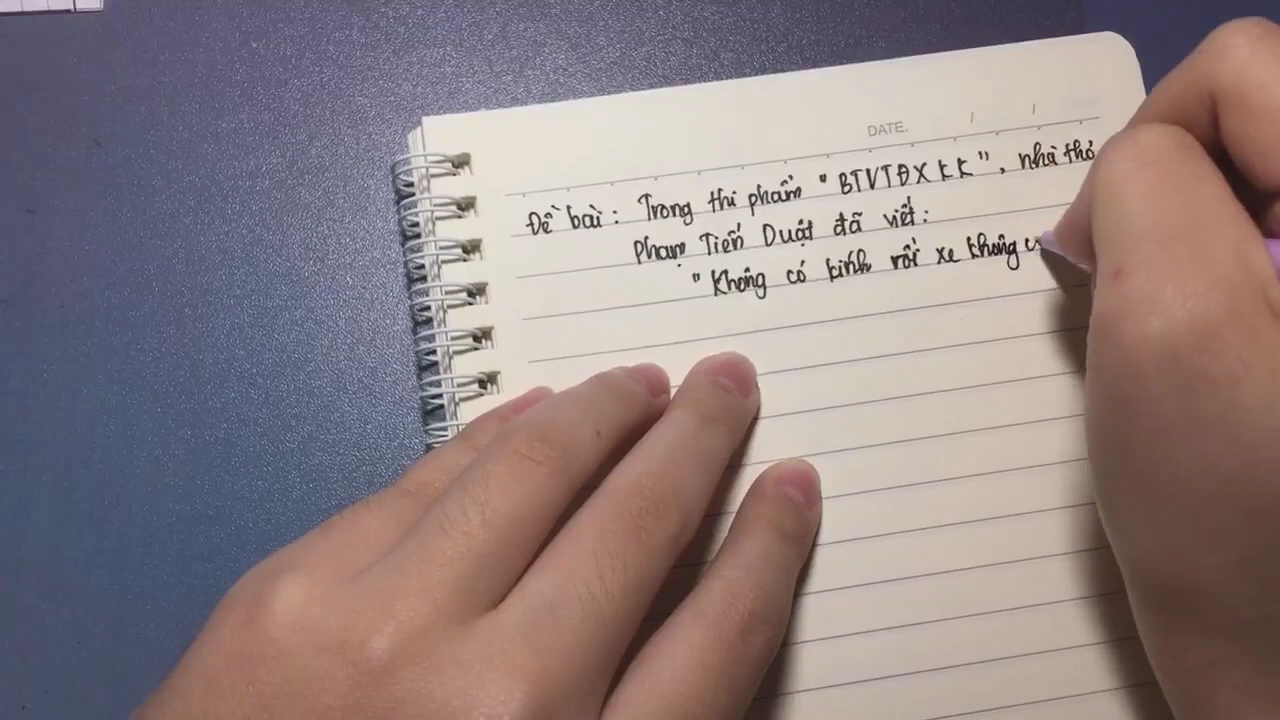 DATE. / /
Đề bài: Trong thi phẩm "BTVTĐXKK", nhà thơ
Phạm Tiến Duật đã viết:
"Không có kính rồi xe không